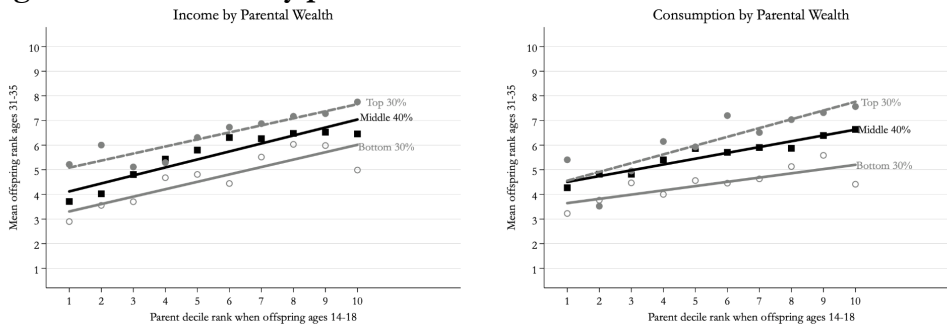 Income by Parental Wealth
Mean offspring rank ages 31-35
10
9
8
7
6
5
4
3
2
1
Top 30%
Middle 40%
Bottom 30%
1 2 3 4 5 6 7 8 9 10
Parent decile rank when offspring ages 14-18
Consumption by Parental Wealth
Mean offspring rank ages 31-35
10
9
8
7
6
5
4
3
2
1
Top 30%
Middle 40%
Bottom 30%
1 2 3 4 5 6 7 8 9 10
Parent decile rank when offspring ages 14-18